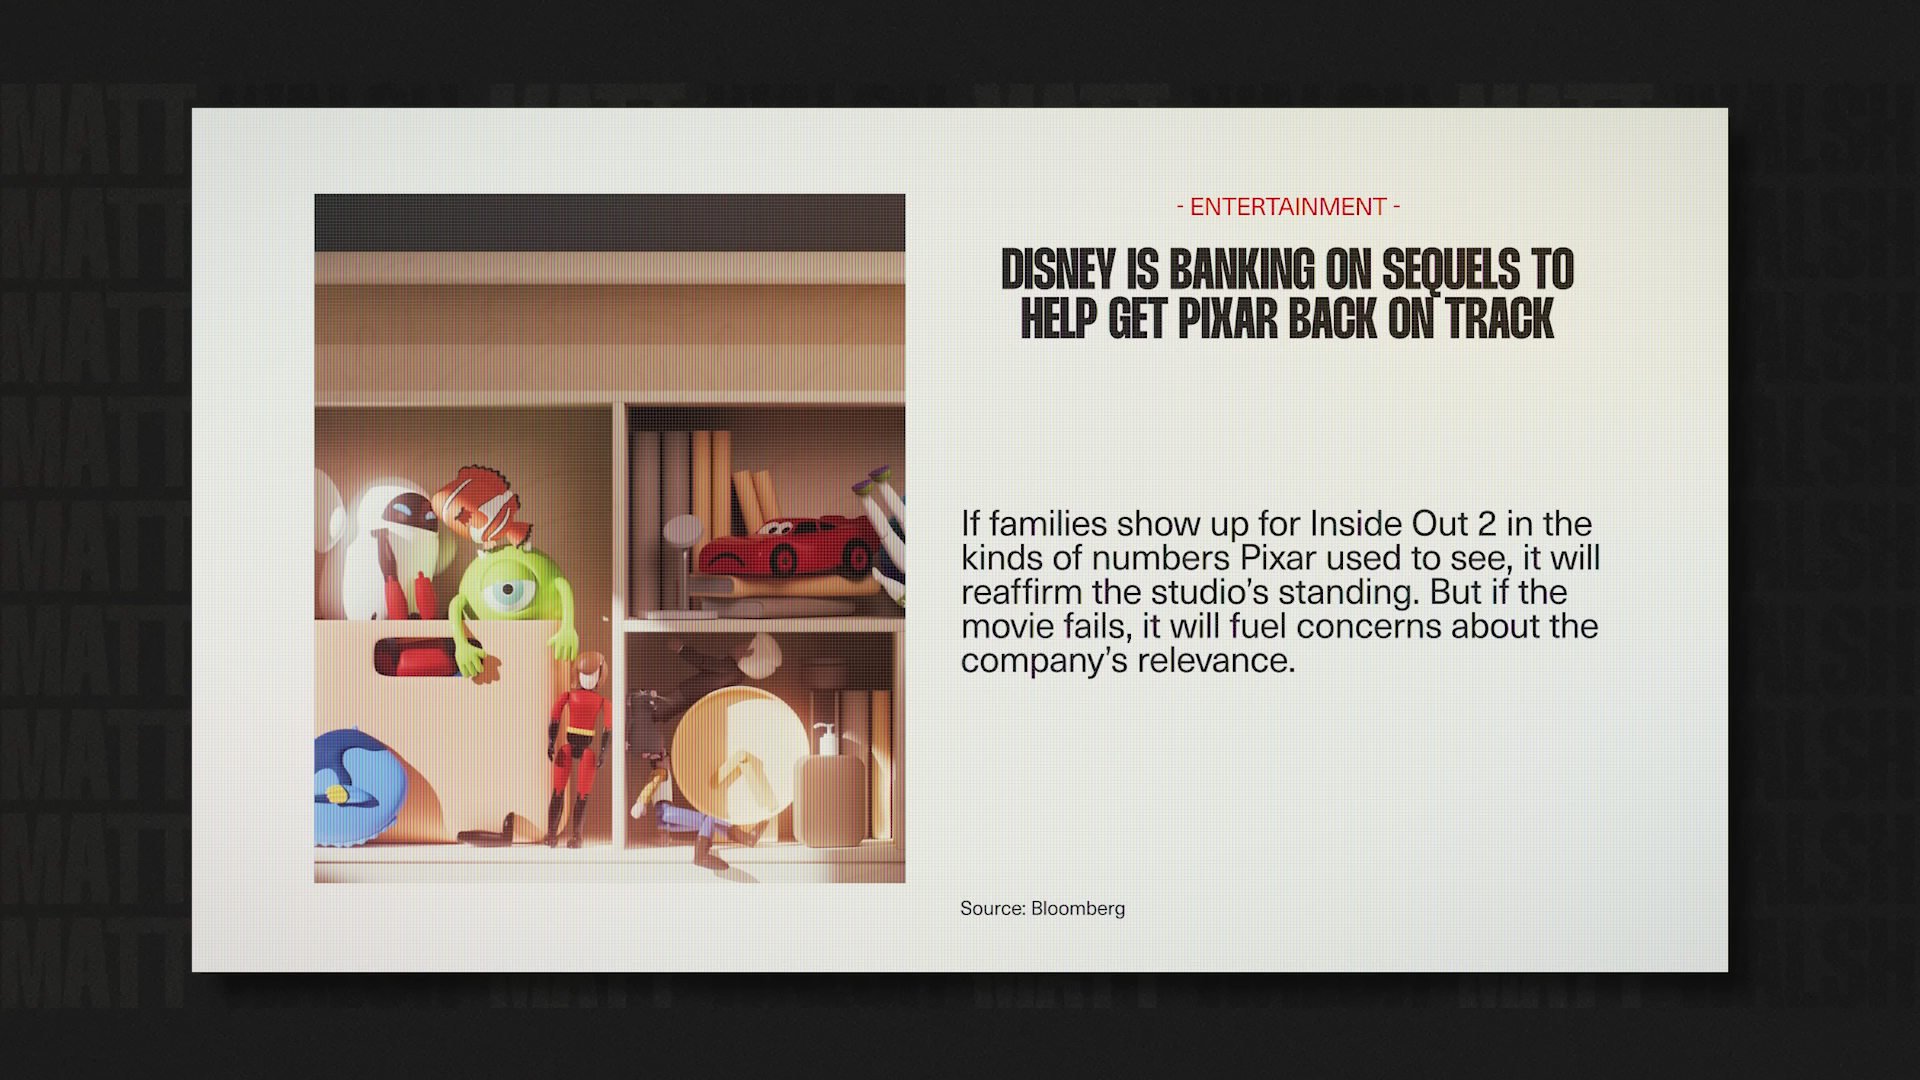 - ENTERTAINMENT -
DISNEY IS BANKING ON SEQUELS TO
HELP GET PIXAR BACK ON TRACK
If families show up for Inside Out 2 in the
kinds of numbers Pixar used to see, it will
reaffirm the studio’s standing. But if the
movie fails, it will fuel concerns about the
company’s relevance.
Source: Bloomberg